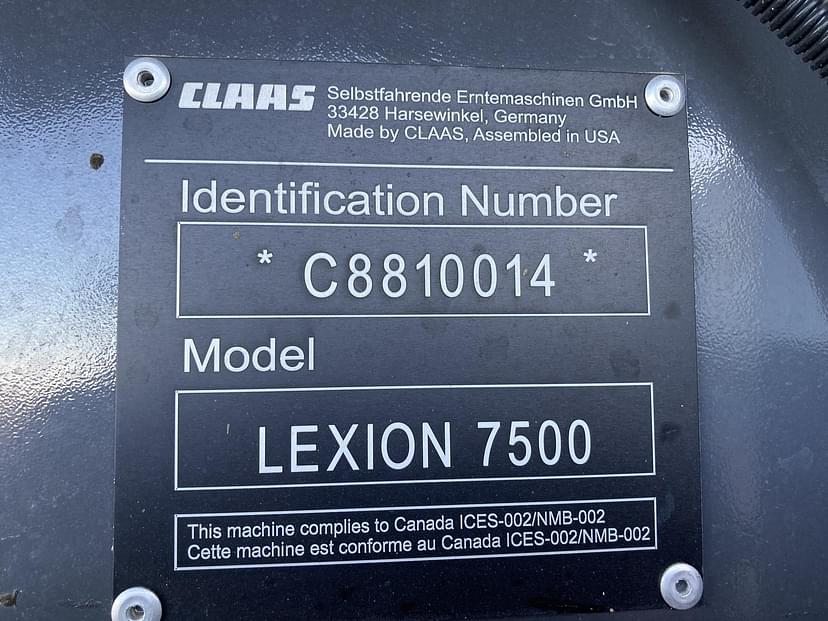 CLAAS Selbstfahrende Erntemaschinen GmbH
33428 Harsewinkel, Germany
Made by CLAAS, Assembled in USA
Identification Number
* C8810014 *
Model
LEXION 7500
This machine complies to Canada ICES-002/NMB-002
Cette machine est conforme au Canada ICES-002/NMB-002